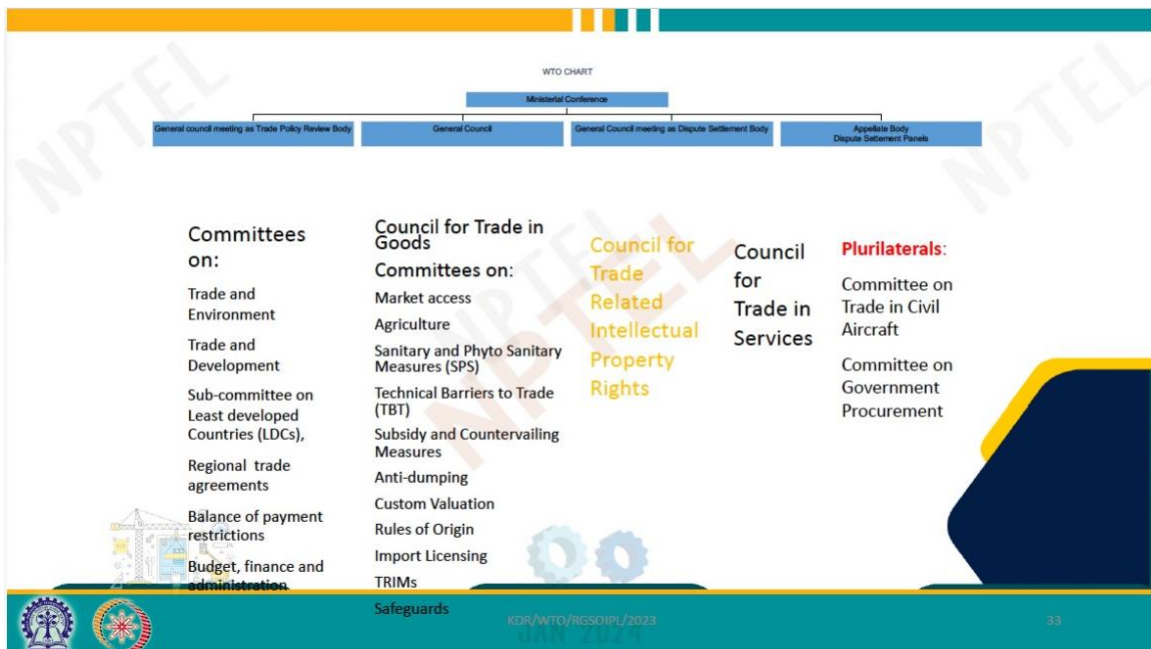 WTO CHART
Ministerial Conference
General council meeting as Trade Policy Review Body
General Council
General Council meeting as Dispute Settlement Body
Appellate Body
Dispute Settement Panels
Committees
on:
Trade and
Environment
Trade and
Development
Sub-committee on
Least developed
Countries (LDCs),
Regional trade
agreements
Balance of payment
restrictions
Budget, finance and
administration
Council for Trade in
Goods
Committees on:
Market access
Agriculture
Sanitary and Phyto Sanitary
Measures (SPS)
Technical Barriers to Trade
(TBT)
Subsidy and Countervailing
Measures
Anti-dumping
Custom Valuation
Rules of Origin
Import Licensing
TRIMs
Safeguards
Council for
Trade
Related
Intellectual
Property
Rights
Council
for
Trade in
Services
Plurilaterals:
Committee on
Trade in Civil
Aircraft
Committee on
Government
Procurement
NPTEL
NPTEL
NPTEL
NPTEL
KDR/WTO/RGSOIPL/2023
JAN 2024
33